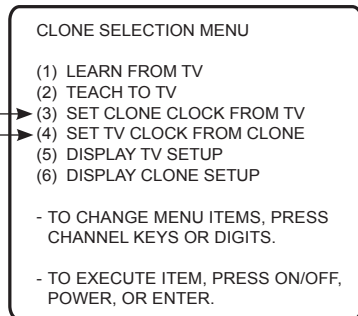 CLONE SELECTION MENU
(1) LEARN FROM TV
(2) TEACH TO TV
(3) SET CLONE CLOCK FROM TV
(4) SET TV CLOCK FROM CLONE
(5) DISPLAY TV SETUP
(6) DISPLAY CLONE SETUP
- TO CHANGE MENU ITEMS, PRESS
CHANNEL KEYS OR DIGITS.
- TO EXECUTE ITEM, PRESS ON/OFF,
POWER, OR ENTER.